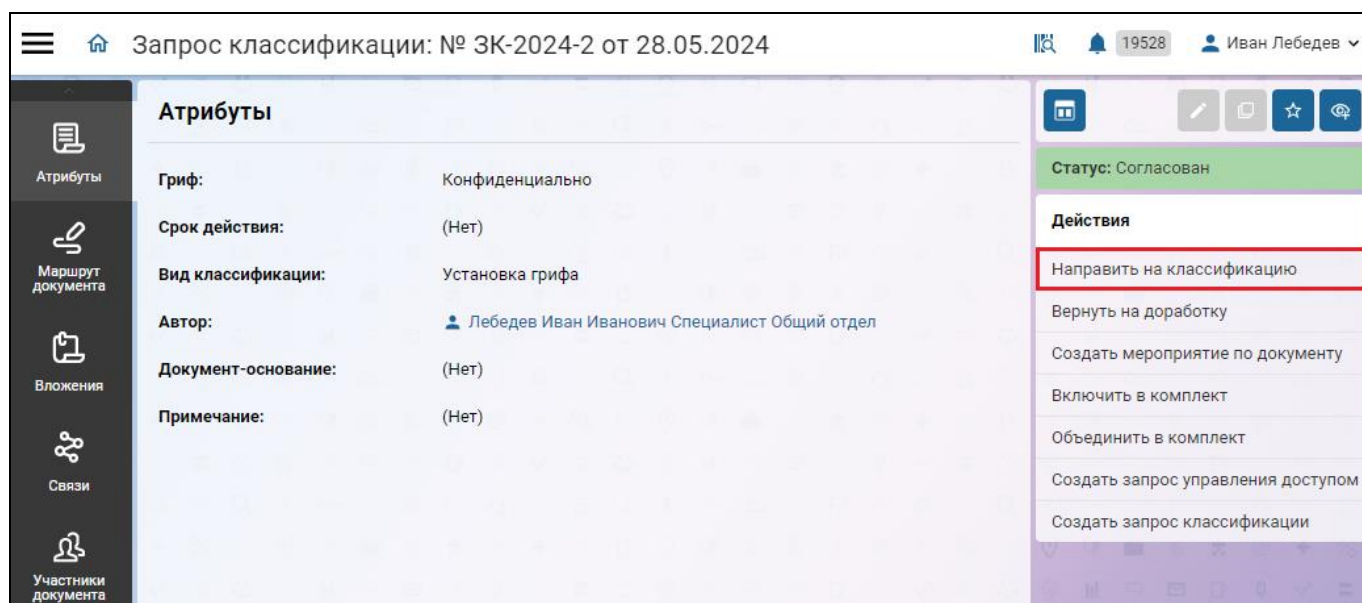 Запрос классификации: № ЗК-2024-2 от 28.05.2024
19528
Иван Лебедев
Атрибуты
Маршрут
документа
Вложения
Связи
Участники
документа
Атрибуты
Гриф: Конфиденциально
Срок действия: (Нет)
Вид классификации: Установка грифа
Автор: Лебедев Иван Иванович Специалист Общий отдел
Документ-основание: (Нет)
Примечание: (Нет)
Статус: Согласован
Действия
Направить на классификацию
Вернуть на доработку
Создать мероприятие по документу
Включить в комплект
Объединить в комплект
Создать запрос управления доступом
Создать запрос классификации